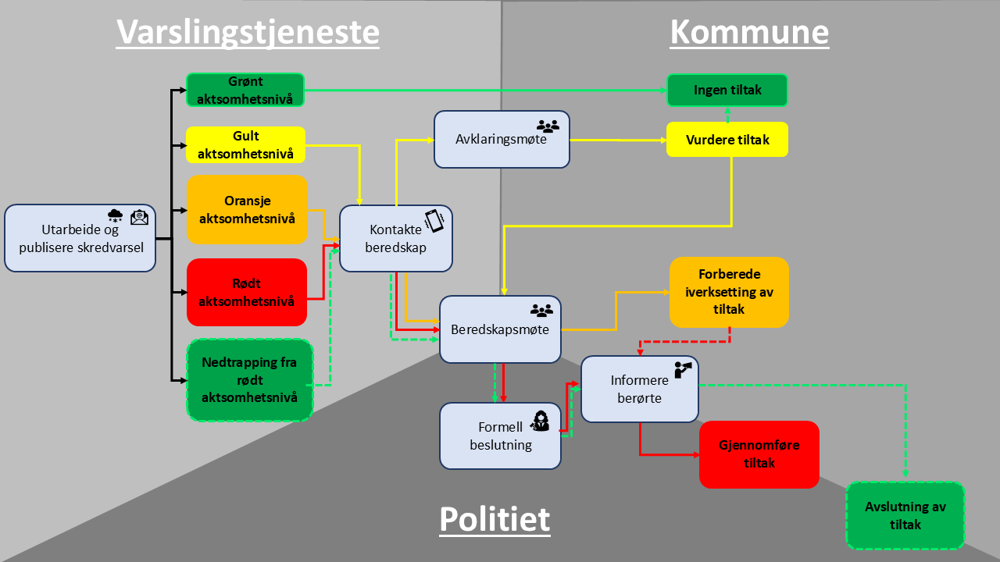 Varslingstjeneste
Kommune
Grønt
aktsomhetsnivå
Ingen tiltak
Gult
aktsomhetsnivå
Avklaringsmøte
Vurdere tiltak
Oransje
aktsomhetsnivå
Utarbeide og
publisere skredvarsel
Kontakte
beredskap
Rødt
aktsomhetsnivå
Forberede
iverksetting av
tiltak
Beredskapsmøte
Nedtrapping fra
rødt
aktsomhetsnivå
Informere
berørte
Formell
beslutning
Gjennomføre
tiltak
Avslutning av
tiltak
Politiet